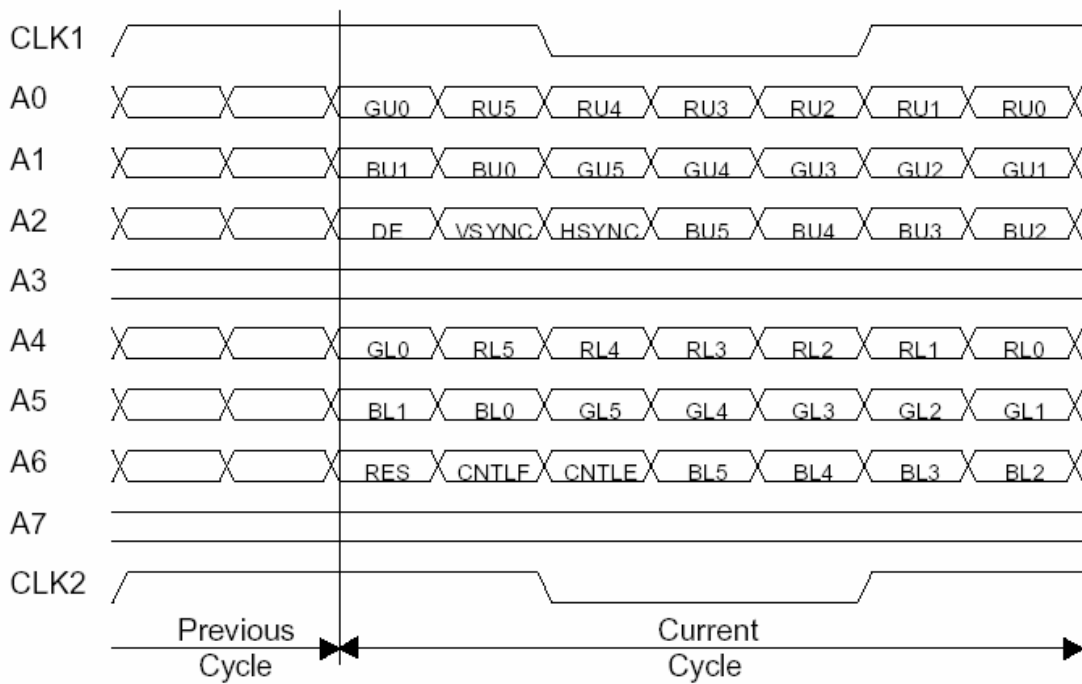 CLK1
A0 GU0 RU5 RU4 RU3 RU2 RU1 RU0
A1 BU1 BU0 GU5 GU4 GU3 GU2 GU1
A2 DE VSYNC HSYNC BU5 BU4 BU3 BU2
A3
A4 GL0 RL5 RL4 RL3 RL2 RL1 RL0
A5 BL1 BL0 GL5 GL4 GL3 GL2 GL1
A6 RES CNTLF CNTLE BL5 BL4 BL3 BL2
A7
CLK2
Previous Current
Cycle Cycle